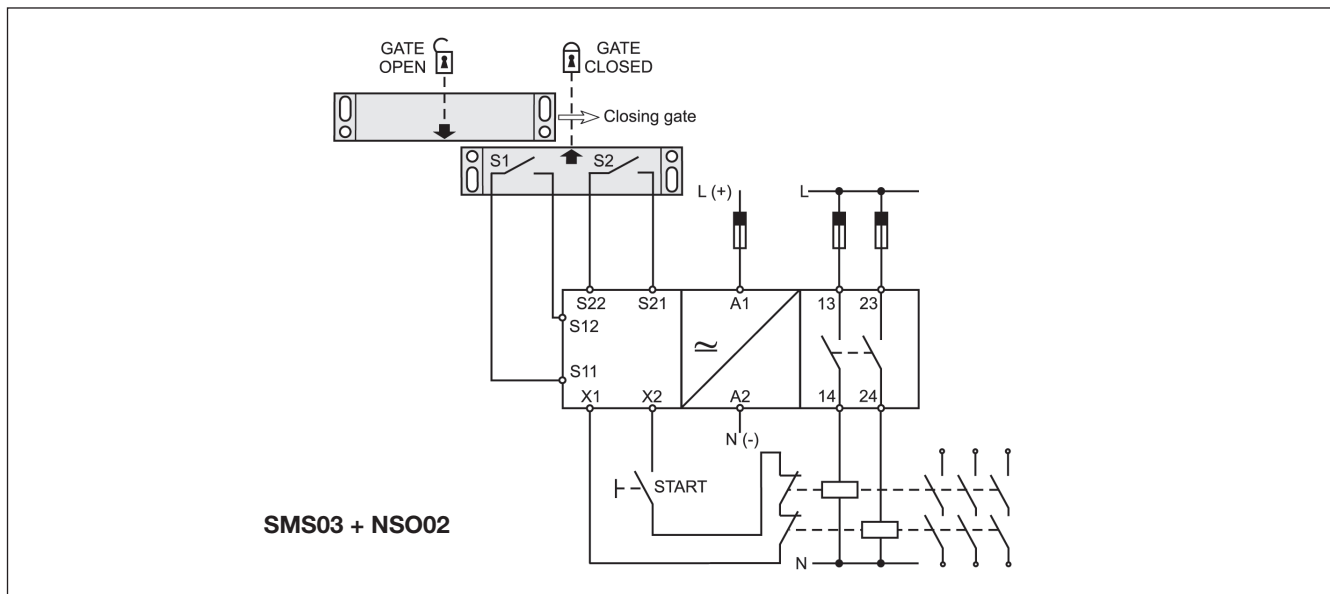 GATE
OPEN
GATE
CLOSED
Closing gate
S1
S2
L (+)
L
S22
S21
A1
13
23
S12
≃
S11
X1
X2
A2
14
24
N (-)
START
SMS03 + NSO02
N